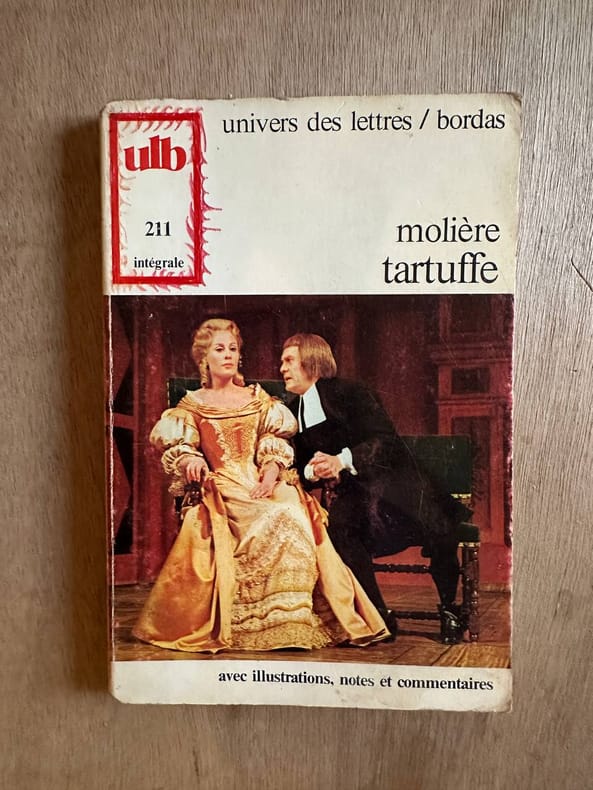 univers des lettres / bordas
ulb
211
intégrale
molière
tartuffe
avec illustrations, notes et commentaires